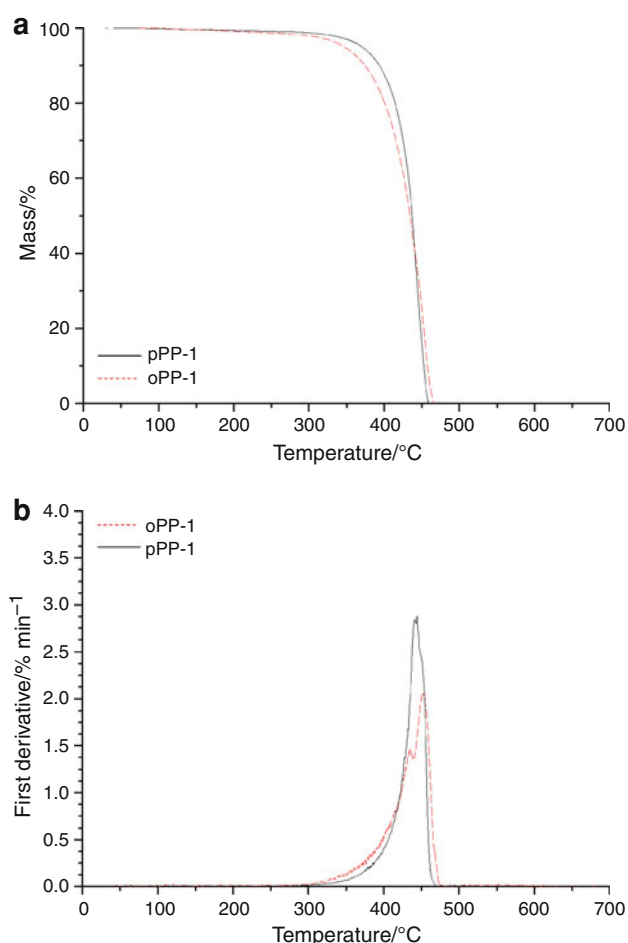 a
100
80
60
40
20
0
Mass/%
pPP-1
oPP-1
0 100 200 300 400 500 600 700
Temperature/°C
b
4.0
3.5
3.0
2.5
2.0
1.5
1.0
0.5
0.0
First derivative/% min⁻¹
oPP-1
pPP-1
0 100 200 300 400 500 600 700
Temperature/°C